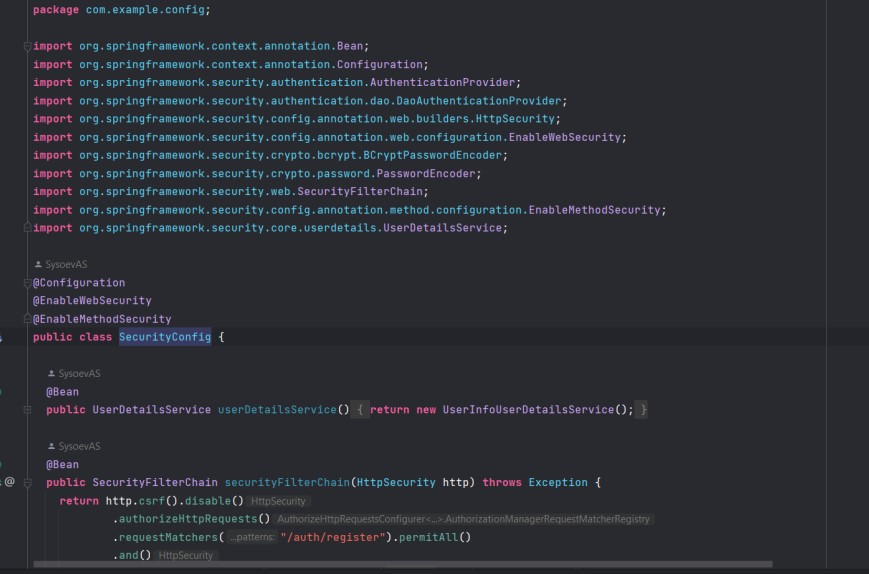 package com.example.config;
import org.springframework.context.annotation.Bean;
import org.springframework.context.annotation.Configuration;
import org.springframework.security.authentication.AuthenticationProvider;
import org.springframework.security.authentication.dao.DaoAuthenticationProvider;
import org.springframework.security.config.annotation.web.builders.HttpSecurity;
import org.springframework.security.config.annotation.web.configuration.EnableWebSecurity;
import org.springframework.security.crypto.bcrypt.BCryptPasswordEncoder;
import org.springframework.security.crypto.password.PasswordEncoder;
import org.springframework.security.web.SecurityFilterChain;
import org.springframework.security.config.annotation.method.configuration.EnableMethodSecurity;
import org.springframework.security.core.userdetails.UserDetailsService;
SysoevAS
@Configuration
@EnableWebSecurity
@EnableMethodSecurity
public class SecurityConfig {
SysoevAS
@Bean
public UserDetailsService userDetailsService() { return new UserInfoUserDetailsService(); }
SysoevAS
@Bean
@ public SecurityFilterChain securityFilterChain(HttpSecurity http) throws Exception {
return http.csrf().disable() HttpSecurity
.authorizeHttpRequests() AuthorizeHttpRequestsConfigurer<...>.AuthorizationManagerRequestMatcherRegistry
.requestMatchers( ...patterns: "/auth/register").permitAll()
.and() HttpSecurity